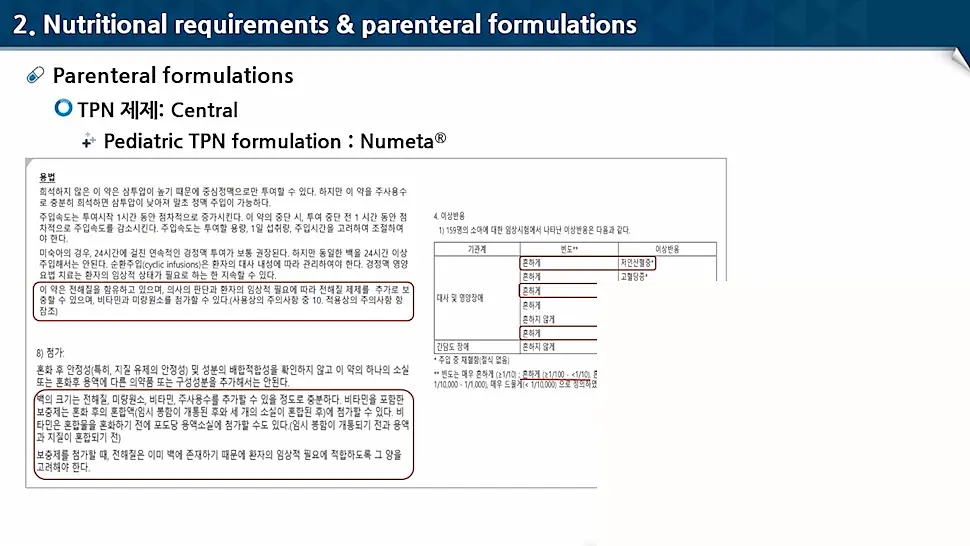 2. Nutritional requirements & parenteral formulations
Parenteral formulations
TPN 제제: Central
Pediatric TPN formulation : Numeta®
용법
희석하지 않은 이 약은 삼투압이 높기 때문에 중심정맥으로만 투여할 수 있다. 하지만 이 약을 주사용수
로 충분히 희석하면 삼투압이 낮아져 말초 정맥 주입이 가능하다.
주입속도는 투여시작 1시간 동안 점차적으로 증가시킨다. 이 약의 중단 시, 투여 중단 전 1 시간 동안 점
차적으로 주입속도를 감소시킨다. 주입속도는 투여할 용량, 1일 섭취량, 주입시간을 고려하여 조절하여
야 한다.
미숙아의 경우, 24시간에 걸친 연속적인 경정맥 투여가 보통 권장된다. 하지만 동일한 백을 24시간 이상
주입해서는 안된다. 순환주입(cyclic infusions)은 환자의 대사 내성에 따라 관리하여야 한다. 경정맥 영양
요법 치료는 환자의 임상적 상태가 필요로 하는 한 지속할 수 있다.
이 약은 전해질을 함유하고 있으며, 의사의 판단과 환자의 임상적 필요에 따라 전해질 제제를 추가로 보
충할 수 있으며, 비타민과 미량원소를 첨가할 수 있다.(사용상의 주의사항 중 10. 적용상의 주의사항 항
참조)
8) 첨가:
혼화 후 안정성(특히, 지질 유제의 안정성) 및 성분의 배합적합성을 확인하지 않고 이 약의 하나의 소실
또는 혼화후 용액에 다른 의약품 또는 구성성분을 추가해서는 안된다.
백의 크기는 전해질, 미량원소, 비타민, 주사용수를 추가할 수 있을 정도로 충분하다. 비타민을 포함한
보충제는 혼화 후의 혼합액(임시 봉함이 개통된 후와 세 개의 소실이 혼합된 후)에 첨가할 수 있다. 비
타민은 혼합물을 혼화하기 전에 포도당 용액소실에 첨가할 수도 있다.(임시 봉함이 개통되기 전과 용액
과 지질이 혼합되기 전)
보충제를 첨가할 때, 전해질은 이미 백에 존재하기 때문에 환자의 임상적 필요에 적합하도록 그 양을
고려해야 한다.
4. 이상반응
1) 159명의 소아에 대한 임상시험에서 나타난 이상반응은 다음과 같다.
기관계 빈도** 이상반응
흔하게 저인산혈증*
흔하게 고혈당증*
흔하게
대사 및 영양장애
흔하게
흔하지 않게
흔하게
간담도 장애 흔하지 않게
* 주입 중 채혈함(절식 없음)
** 빈도는 매우 흔하게 (≥1/10) ; 흔하게 (≥1/100 - <1/10),
1/10,000 - 1/1,000), 매우 드물게(< 1/10,000) 으로 정의하였